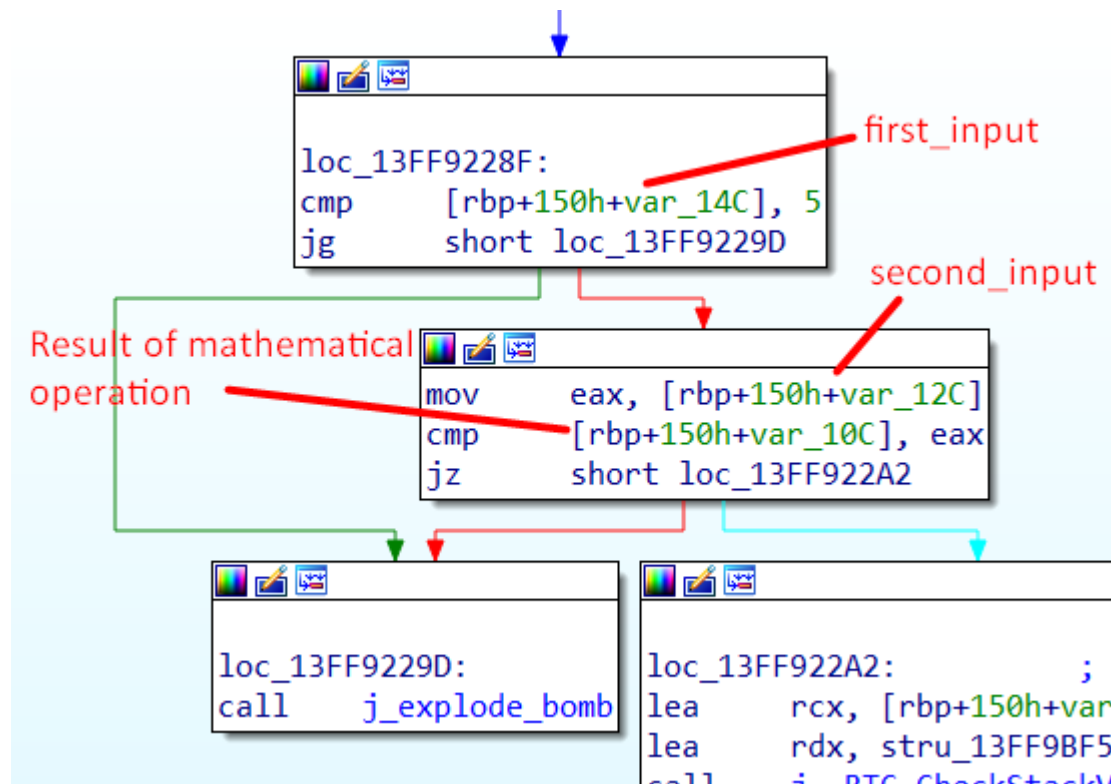 first_input
loc_13FF9228F:
cmp [rbp+150h+var_14C], 5
jg short loc_13FF9229D
second_input
Result of mathematical
operation
mov eax, [rbp+150h+var_12C]
cmp [rbp+150h+var_10C], eax
jz short loc_13FF922A2
loc_13FF9229D:
call j_explode_bomb
loc_13FF922A2: ;
lea rcx, [rbp+150h+var
lea rdx, stru_13FF9BF5
call j__RTC_CheckStackV